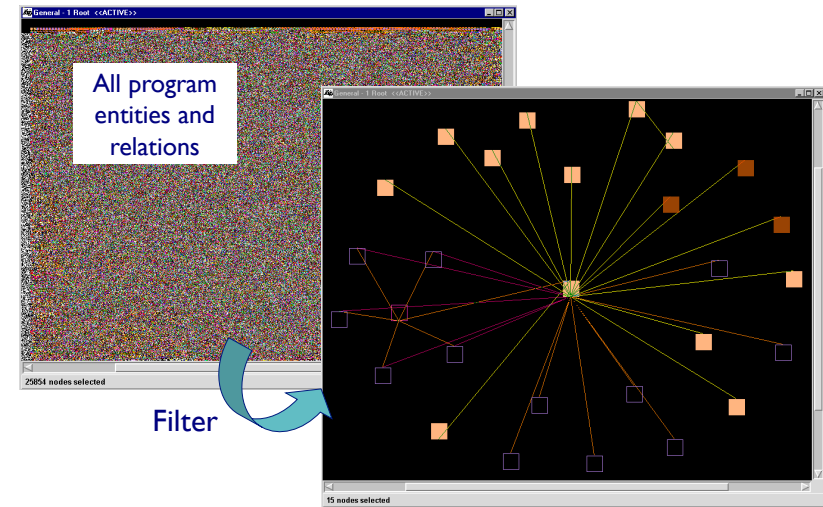 General - 1 Root <<ACTIVE>>
All program
entities and
relations
25854 nodes selected
Filter
General - 1 Root <<ACTIVE>>
15 nodes selected